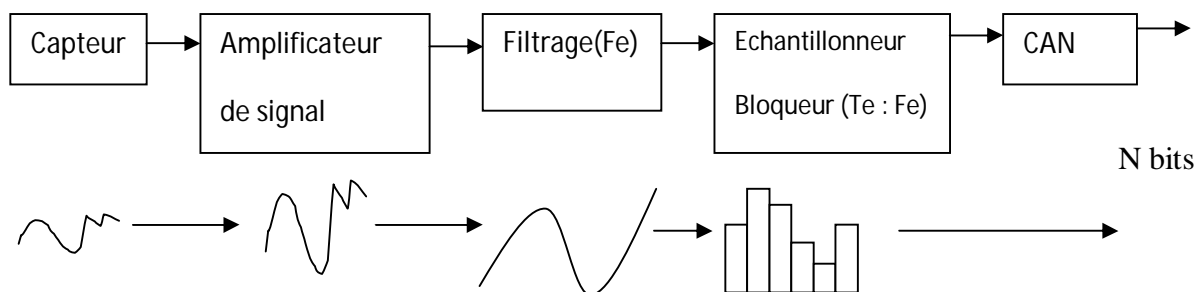 Capteur
Amplificateur
de signal
Filtrage(Fe)
Echantillonneur
Bloqueur (Te : Fe)
CAN
N bits